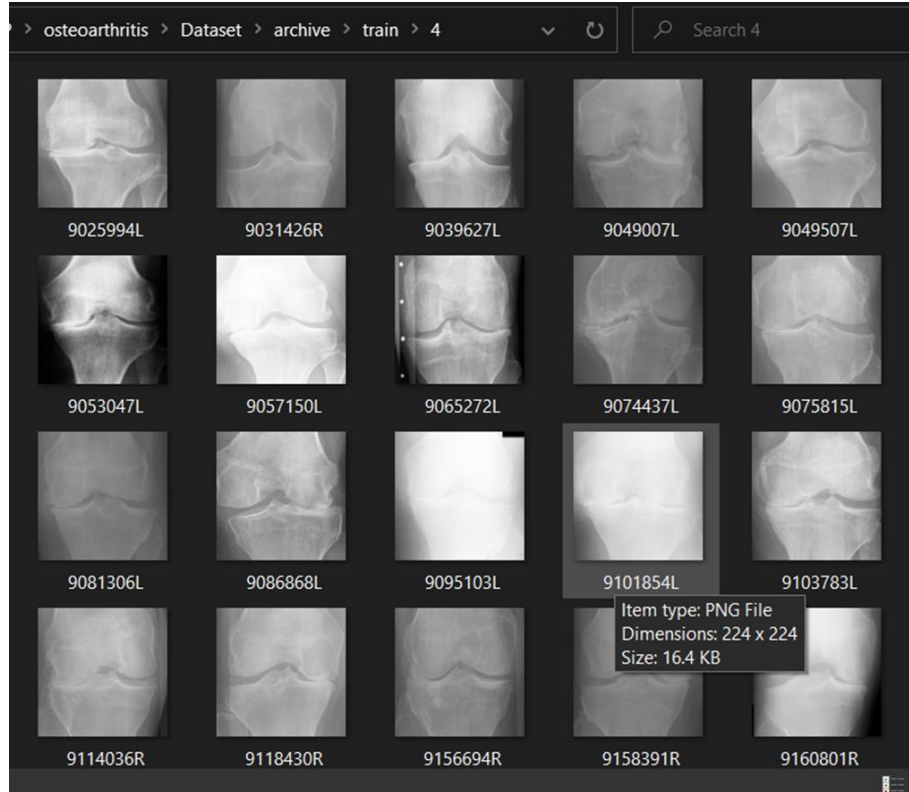 > osteoarthritis > Dataset > archive > train > 4
Search 4
9025994L 9031426R 9039627L 9049007L 9049507L
9053047L 9057150L 9065272L 9074437L 9075815L
9081306L 9086868L 9095103L 9101854L 9103783L
Item type: PNG File
Dimensions: 224 x 224
Size: 16.4 KB
9114036R 9118430R 9156694R 9158391R 9160801R